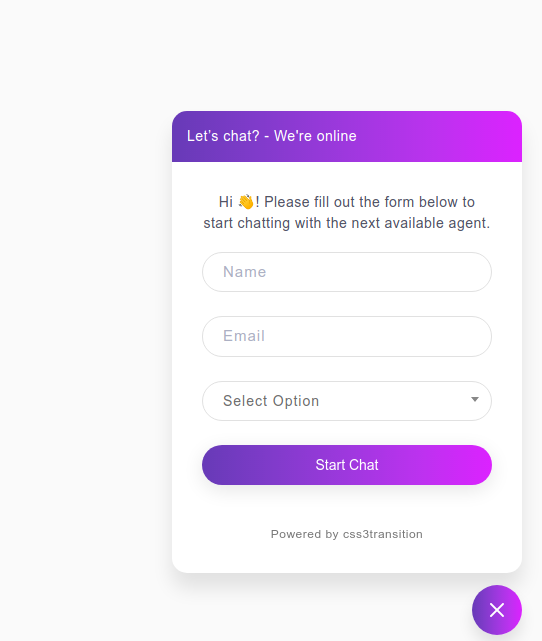 Let's chat? - We're online
Hi 👋! Please fill out the form below to
start chatting with the next available agent.
Name
Email
Select Option
Start Chat
Powered by css3transition